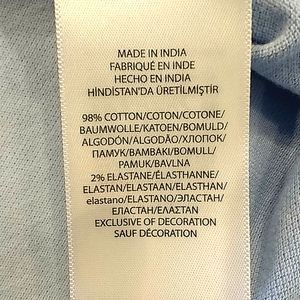 MADE IN INDIA
FABRIQUÉ EN INDE
HECHO EN INDIA
HİNDİSTAN'DA ÜRETİLMİŞTİR
98% COTTON/COTON/COTONE/
BAUMWOLLE/KATOEN/BOMULD/
ALGODÓN/ALGODÃO/ХЛОПОК/
ПАМУК/BAMBAKI/BOMULL/
PAMUK/BAVLNA
2% ELASTANE/ÉLASTHANNE/
ELASTAN/ELASTAAN/ELASTHAN/
elastano/ELASTANO/ЭЛАСТАН/
ЕЛАСТАН/ΕΛΑΣΤΑΝ
EXCLUSIVE OF DECORATION
SAUF DÉCORATION